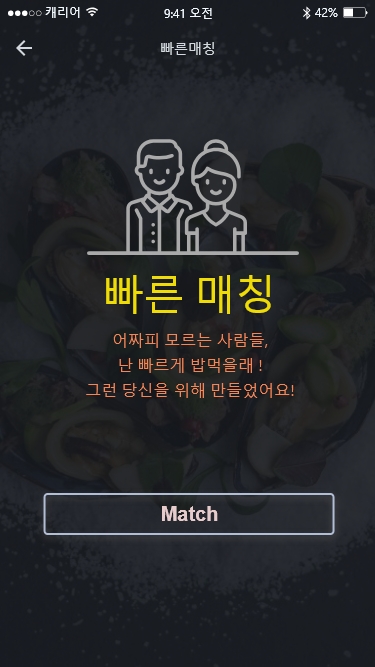 캐리어
9:41 오전
42%
빠른매칭
빠른 매칭
어짜피 모르는 사람들,
난 빠르게 밥먹을래 !
그런 당신을 위해 만들었어요!
Match